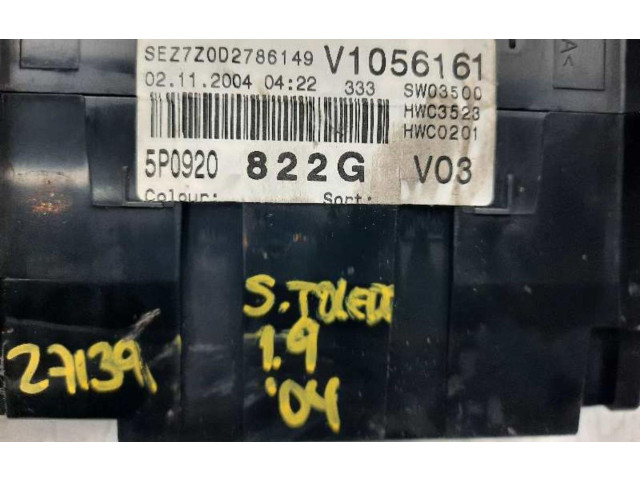 SEZ7Z0D2786149 V1056161
02.11.2004 04:22 333 SW03500
HWC3523
HWC0201
5P0920 822G V03
Colour: Sort:
A<
S. TOLEDO
1.9
'04
27139